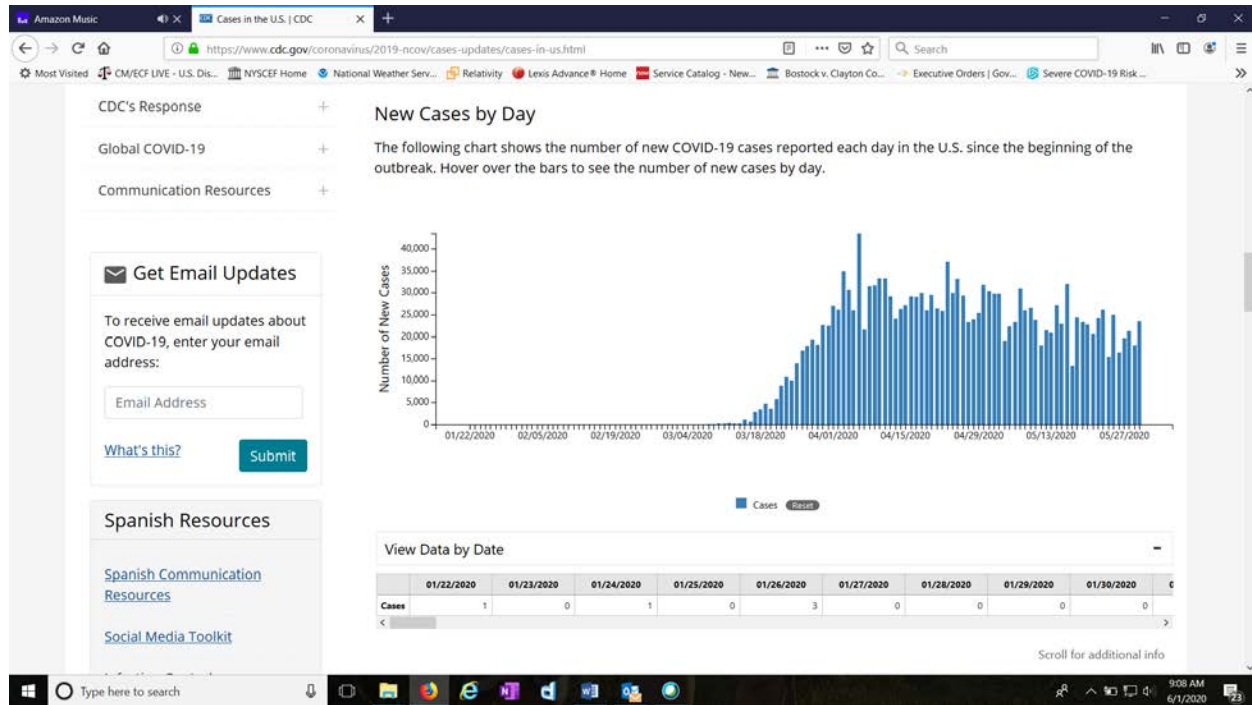 Amazon Music
Cases in the U.S. | CDC
https://www.cdc.gov/coronavirus/2019-ncov/cases-updates/cases-in-us.html
Search
Most Visited
CM/ECF LIVE - U.S. Dis...
NYSCEF Home
National Weather Serv...
Relativity
Lexis Advance® Home
Service Catalog - New...
Bostock v. Clayton Co...
Executive Orders | Gov...
Severe COVID-19 Risk ...
CDC's Response
Global COVID-19
Communication Resources
Get Email Updates
To receive email updates about
COVID-19, enter your email
address:
Email Address
What's this?
Submit
Spanish Resources
Spanish Communication
Resources
Social Media Toolkit
New Cases by Day
The following chart shows the number of new COVID-19 cases reported each day in the U.S. since the beginning of the
outbreak. Hover over the bars to see the number of new cases by day.
Number of New Cases
40,000
35,000
30,000
25,000
20,000
15,000
10,000
5,000
0
01/22/2020 02/05/2020 02/19/2020 03/04/2020 03/18/2020 04/01/2020 04/15/2020 04/29/2020 05/13/2020 05/27/2020
Cases Reset
View Data by Date
01/22/2020 01/23/2020 01/24/2020 01/25/2020 01/26/2020 01/27/2020 01/28/2020 01/29/2020 01/30/2020
Cases 1 0 1 0 3 0 0 0 0
Scroll for additional info
Type here to search
9:08 AM
6/1/2020
23